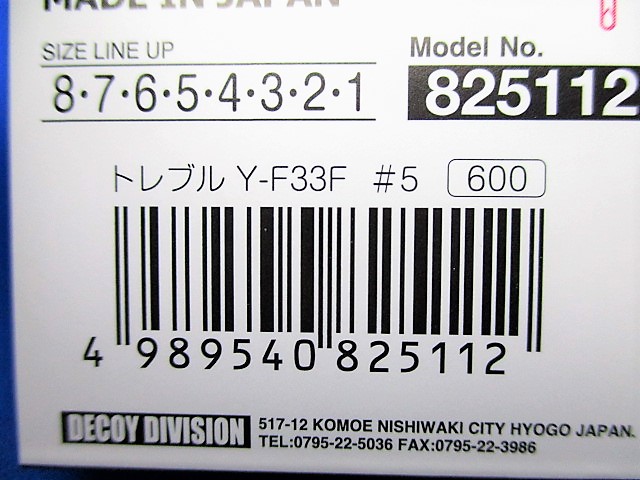 MADE IN JAPAN
SIZE LINE UP
8・7・6・5・4・3・2・1
Model No.
825112
トレブル Y-F33F #5 600
4 989540 825112
DECOY DIVISION
517-12 KOMOE NISHIWAKI CITY HYOGO JAPAN.
TEL:0795-22-5036 FAX:0795-22-3986